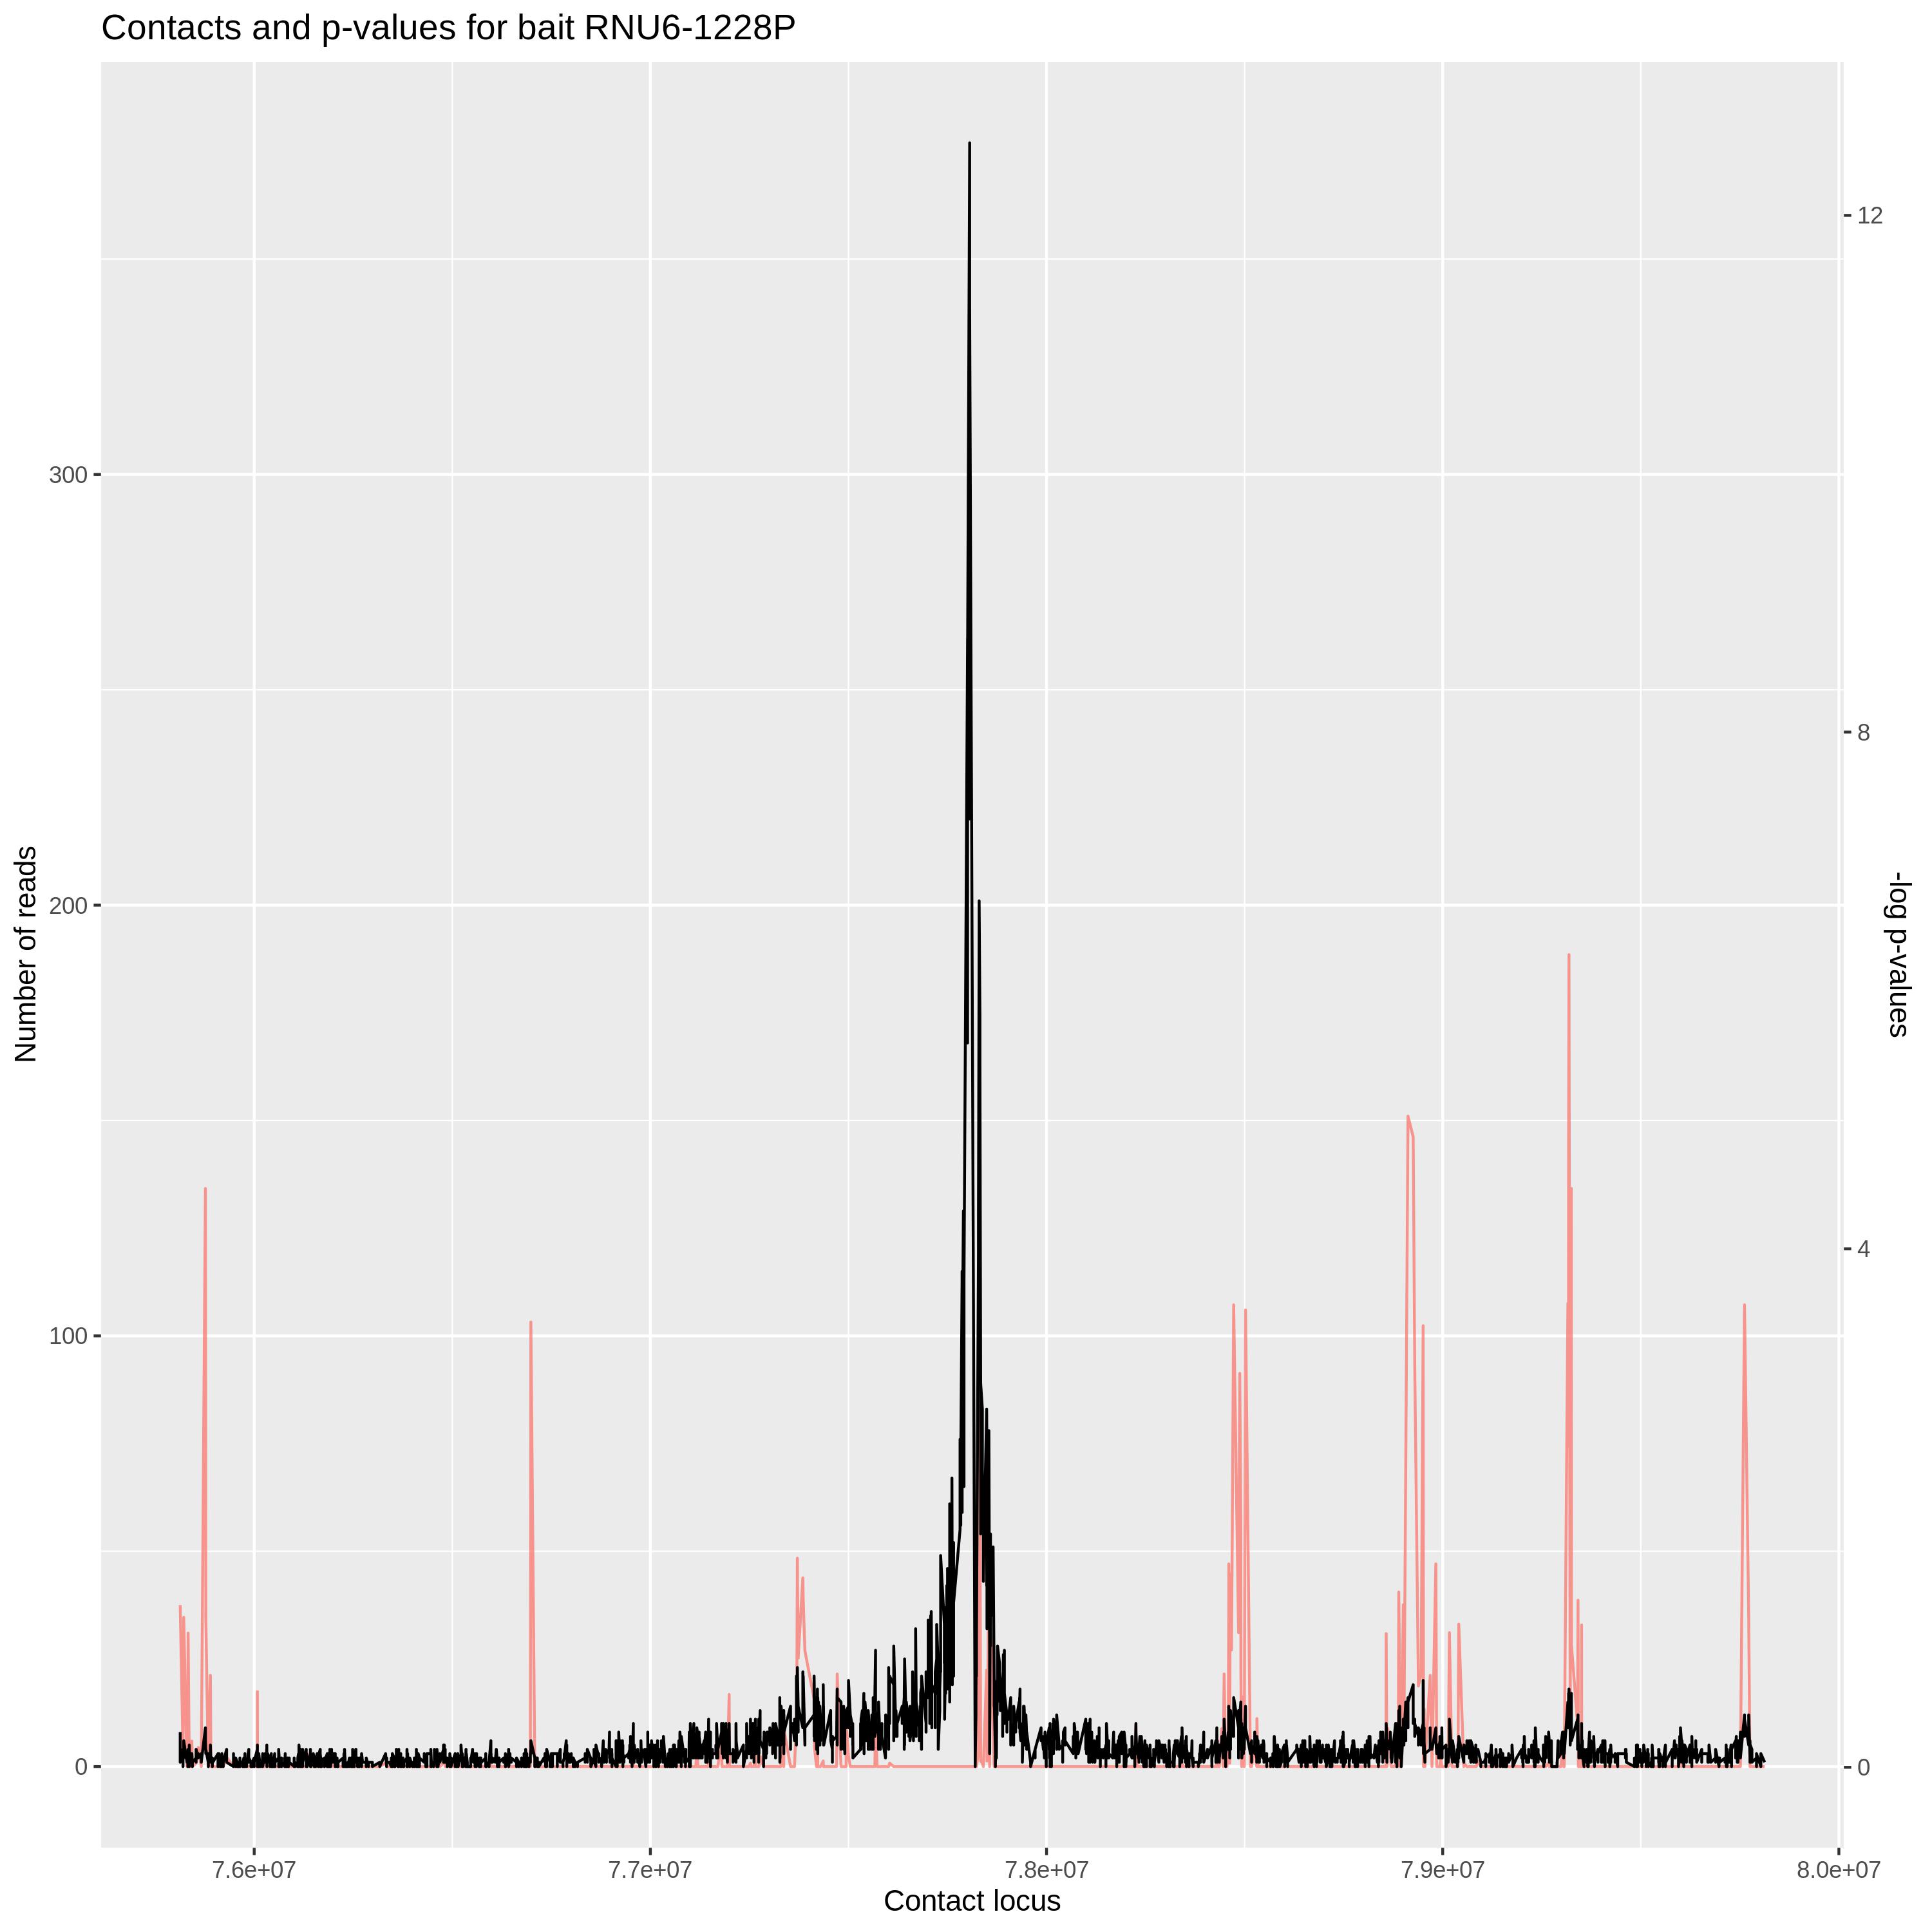 Contacts and p-values for bait RNU6-1228P
12
300
8
200
Number of reads
-log p-values
4
100
0
0
7.6e+07
7.7e+07
7.8e+07
7.9e+07
8.0e+07
Contact locus